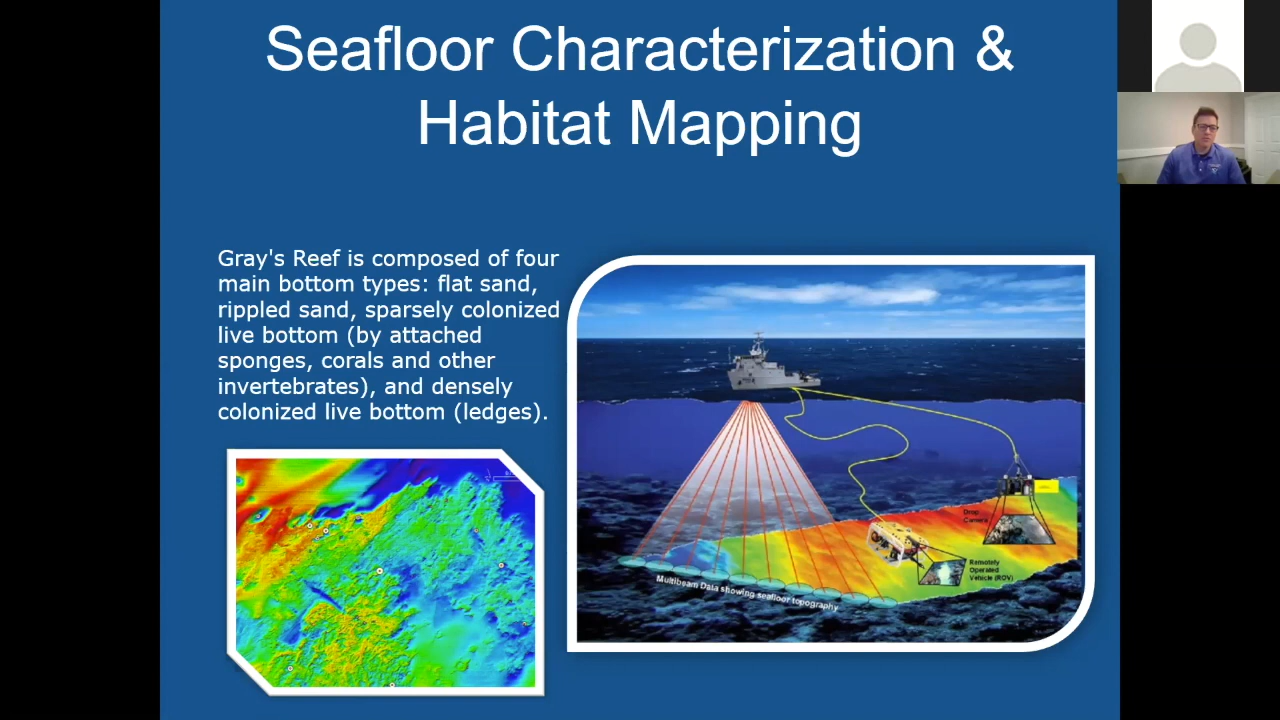 Seafloor Characterization &
Habitat Mapping
Gray's Reef is composed of four
main bottom types: flat sand,
rippled sand, sparsely colonized
live bottom (by attached
sponges, corals and other
invertebrates), and densely
colonized live bottom (ledges).
Drop
Camera
Remotely
Operated
Vehicle (ROV)
Multibeam Data showing seafloor topography